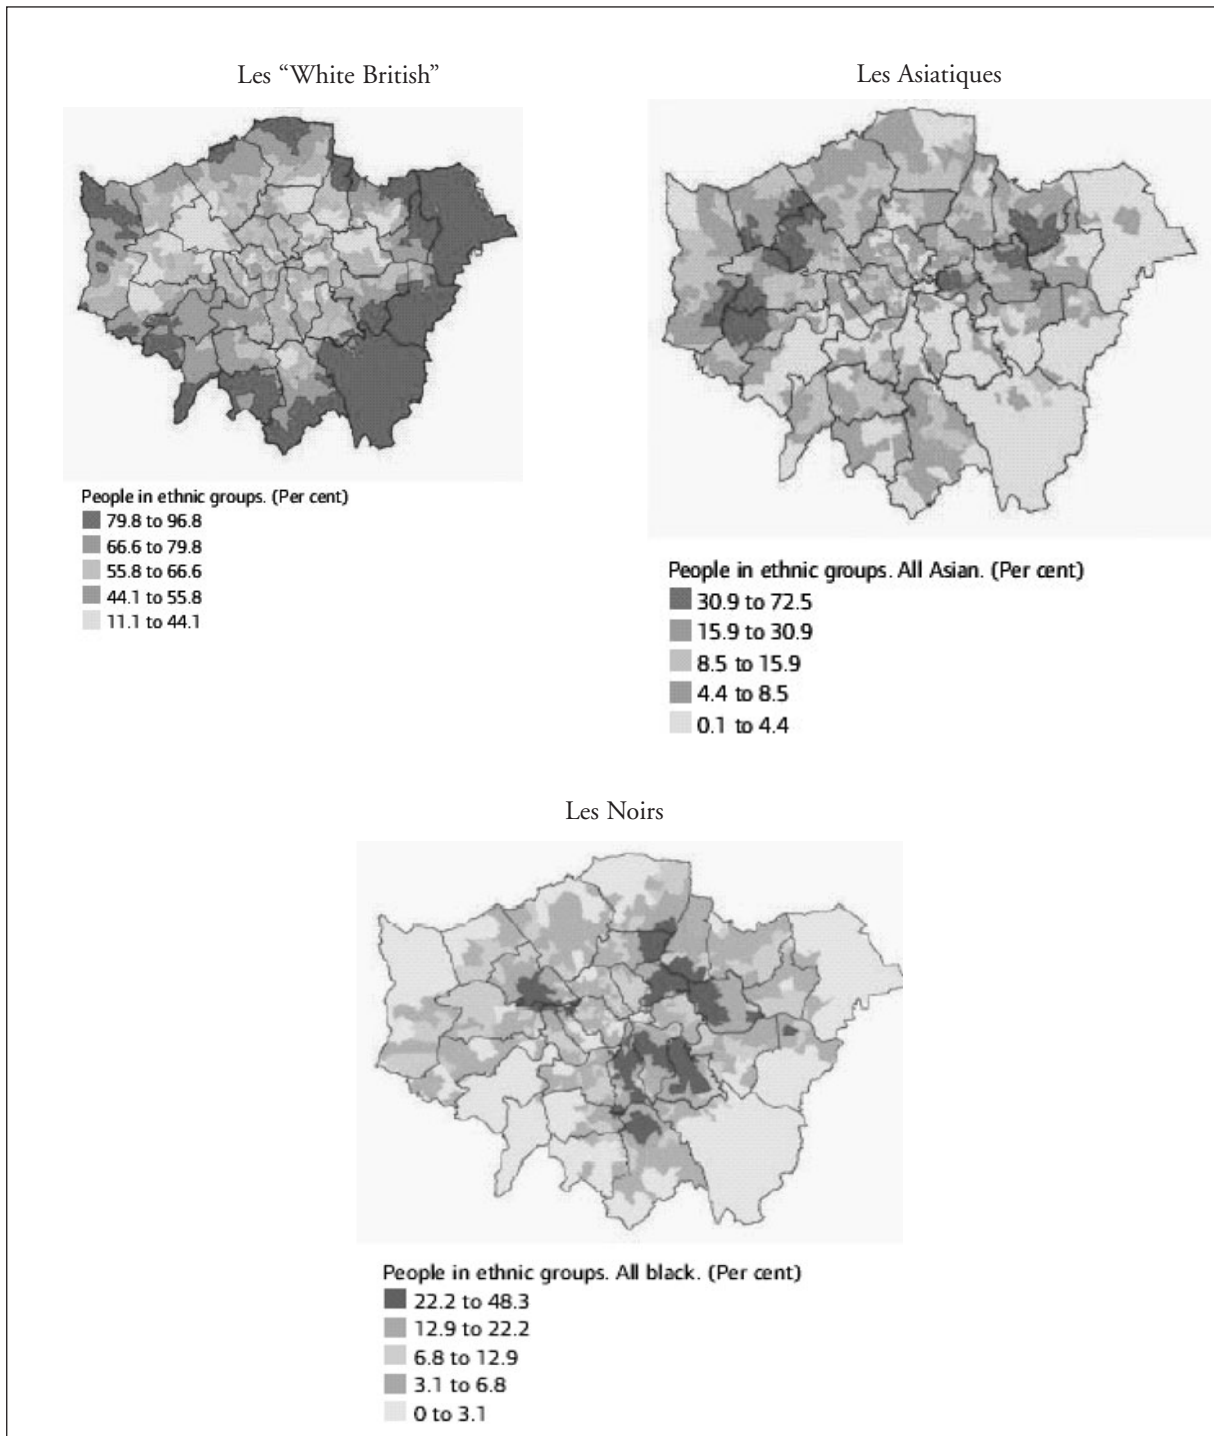 Les “White British”
Les Asiatiques
People in ethnic groups. (Per cent)
79.8 to 96.8
66.6 to 79.8
55.8 to 66.6
44.1 to 55.8
11.1 to 44.1
People in ethnic groups. All Asian. (Per cent)
30.9 to 72.5
15.9 to 30.9
8.5 to 15.9
4.4 to 8.5
0.1 to 4.4
Les Noirs
People in ethnic groups. All black. (Per cent)
22.2 to 48.3
12.9 to 22.2
6.8 to 12.9
3.1 to 6.8
0 to 3.1